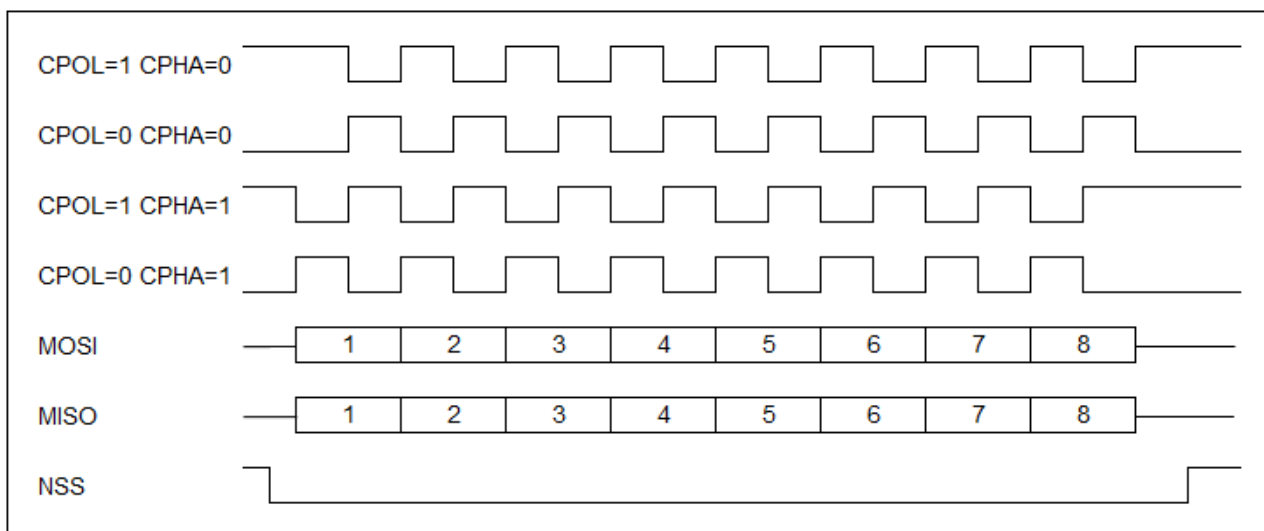 CPOL=1 CPHA=0
CPOL=0 CPHA=0
CPOL=1 CPHA=1
CPOL=0 CPHA=1
MOSI 1 2 3 4 5 6 7 8
MISO 1 2 3 4 5 6 7 8
NSS